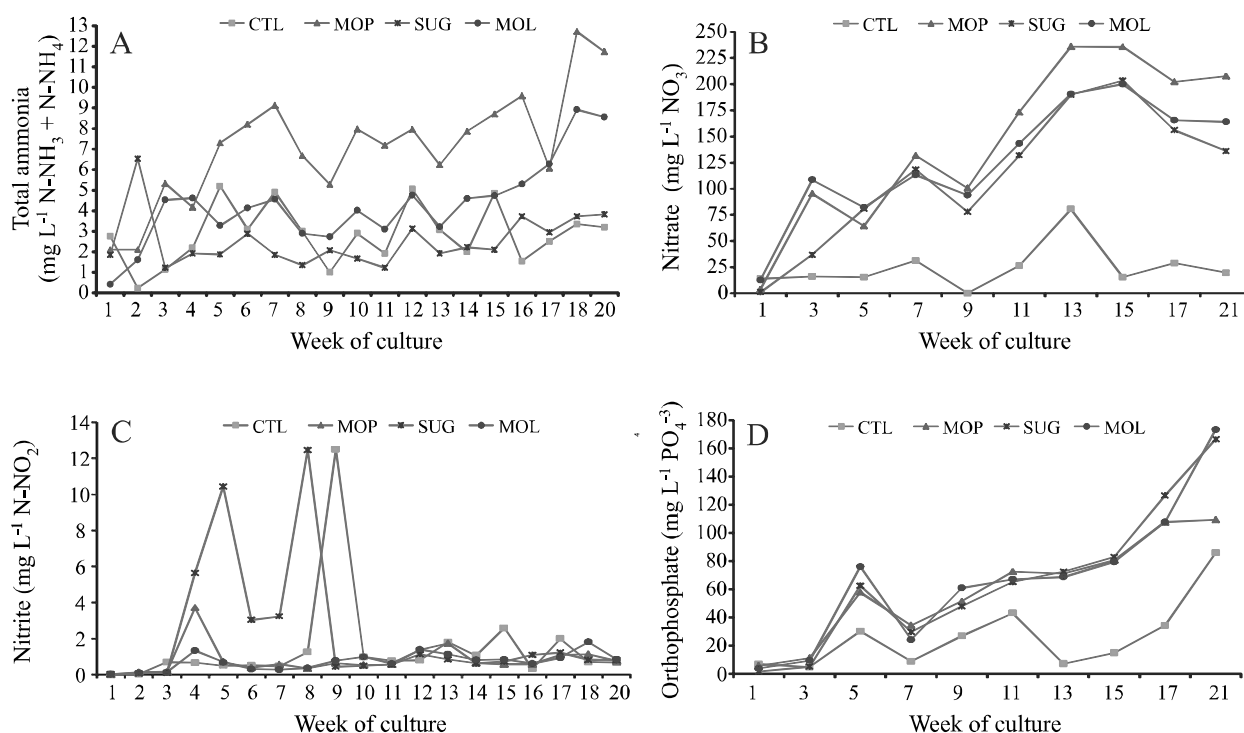 A
CTL MOP SUG MOL
Total ammonia
(mg L⁻¹ N-NH₃ + N-NH₄)
13
12
11
10
9
8
7
6
5
4
3
2
1
0
1 2 3 4 5 6 7 8 9 10 11 12 13 14 15 16 17 18 20
Week of culture
B
CTL MOP SUG MOL
Nitrate (mg L⁻¹ NO₃)
250
225
200
175
150
125
100
75
50
25
0
1 3 5 7 9 11 13 15 17 21
Week of culture
C
CTL MOP SUG MOL
Nitrite (mg L⁻¹ N-NO₂)
14
12
10
8
6
4
2
0
1 2 3 4 5 6 7 8 9 10 11 12 13 14 15 16 17 18 20
Week of culture
4
D
CTL MOP SUG MOL
Orthophosphate (mg L⁻¹ PO₄⁻³)
180
160
140
120
100
80
60
40
20
0
1 3 5 7 9 11 13 15 17 21
Week of culture